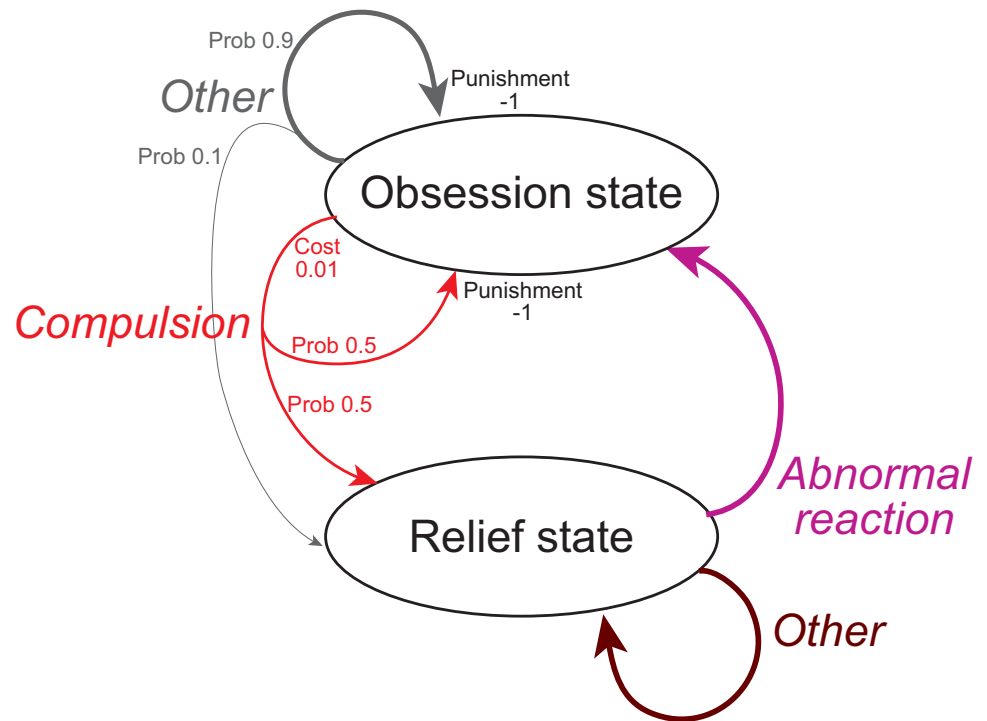 Prob 0.9
Other
Punishment
-1
Prob 0.1
Obsession state
Cost
0.01
Punishment
-1
Compulsion
Prob 0.5
Prob 0.5
Abnormal
reaction
Relief state
Other